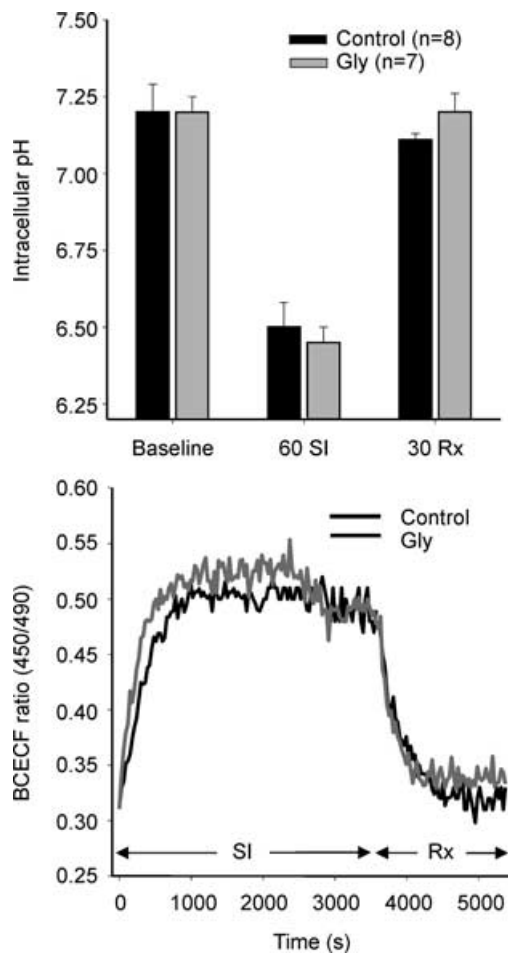 7.50
7.25
7.00
6.75
6.50
6.25
Intracellular pH
Control (n=8)
Gly (n=7)
Baseline 60 SI 30 Rx
0.60
0.55
0.50
0.45
0.40
0.35
0.30
0.25
BCECF ratio (450/490)
Control
Gly
SI Rx
0 1000 2000 3000 4000 5000
Time (s)